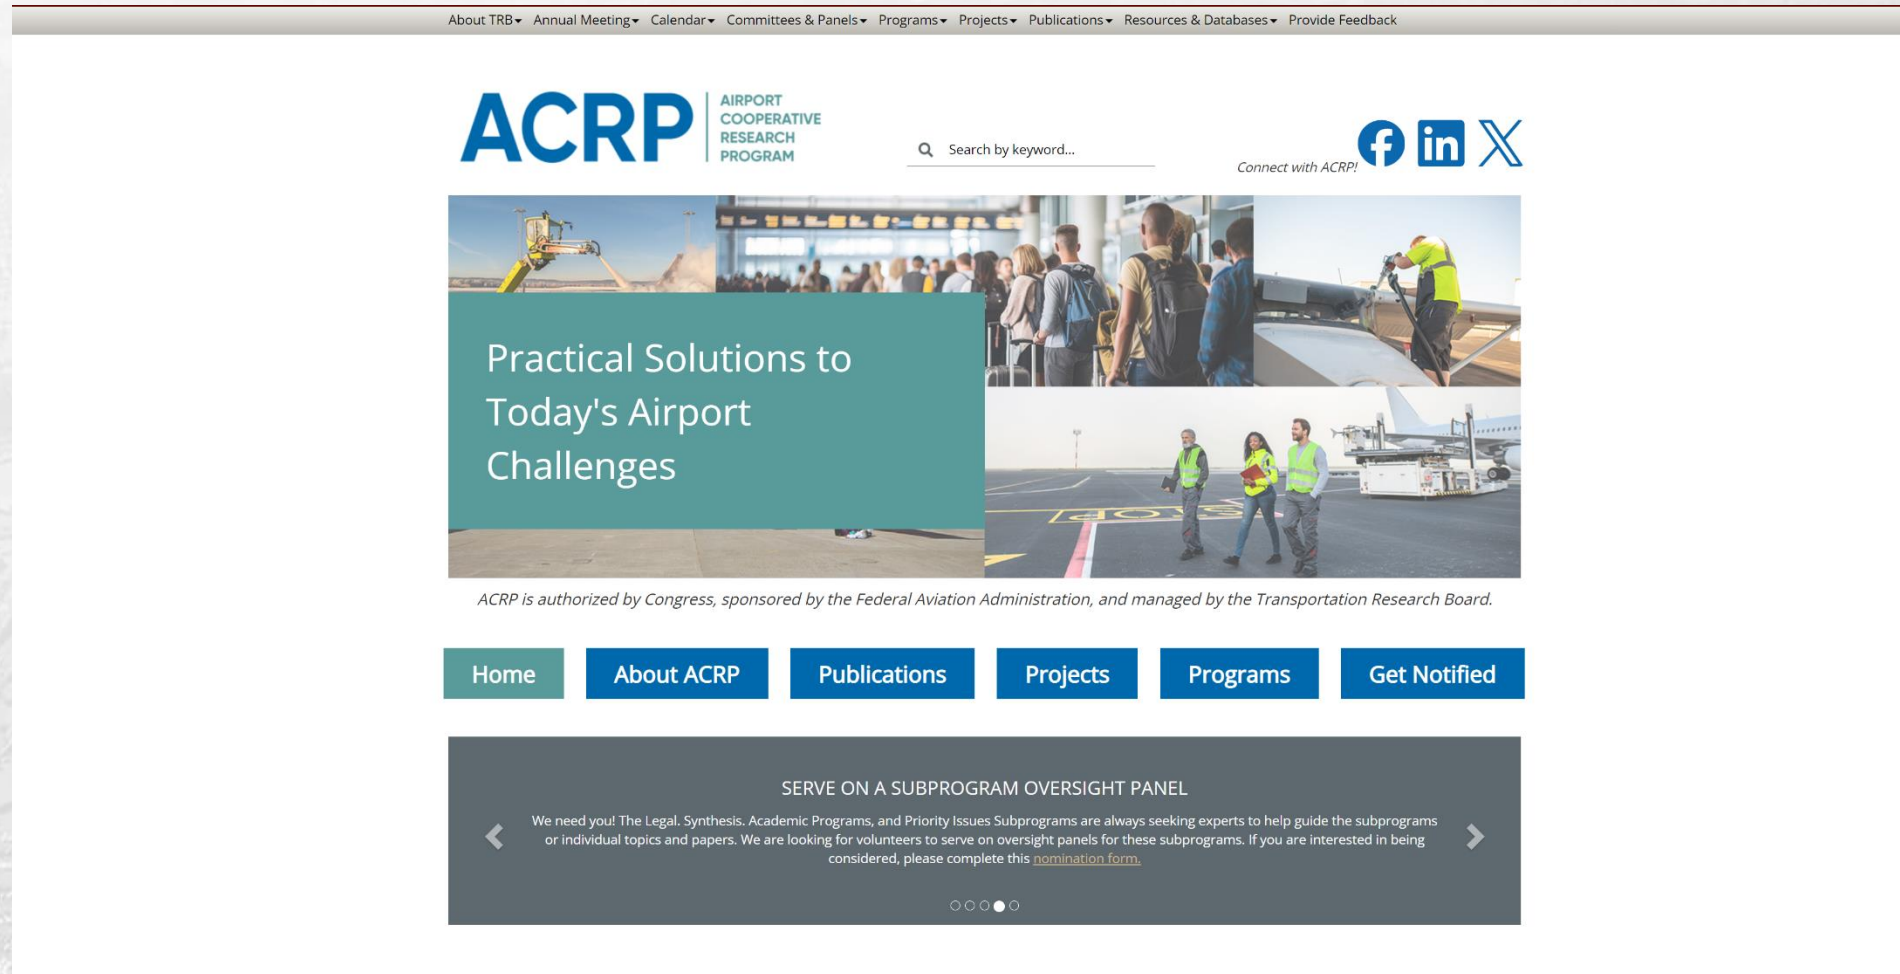 About TRB Annual Meeting Calendar Committees & Panels Programs Projects Publications Resources & Databases Provide Feedback
ACRP
AIRPORT
COOPERATIVE
RESEARCH
PROGRAM
Search by keyword...
Connect with ACRP!
Practical Solutions to
Today's Airport
Challenges
STOP
ACRP is authorized by Congress, sponsored by the Federal Aviation Administration, and managed by the Transportation Research Board.
Home About ACRP Publications Projects Programs Get Notified
SERVE ON A SUBPROGRAM OVERSIGHT PANEL
We need you! The Legal. Synthesis. Academic Programs, and Priority Issues Subprograms are always seeking experts to help guide the subprograms
or individual topics and papers. We are looking for volunteers to serve on oversight panels for these subprograms. If you are interested in being
considered, please complete this nomination form.